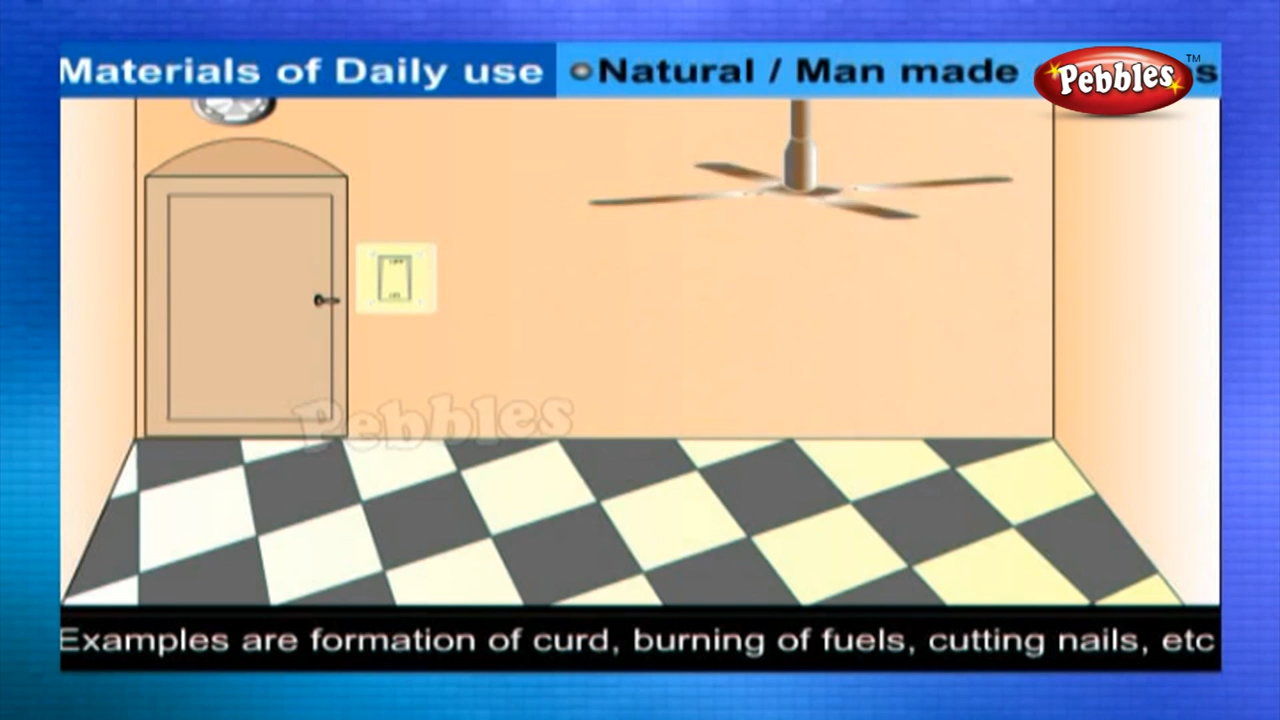 Materials of Daily use
Natural / Man made s
Pebbles TM
Pebbles
Examples are formation of curd, burning of fuels, cutting nails, etc